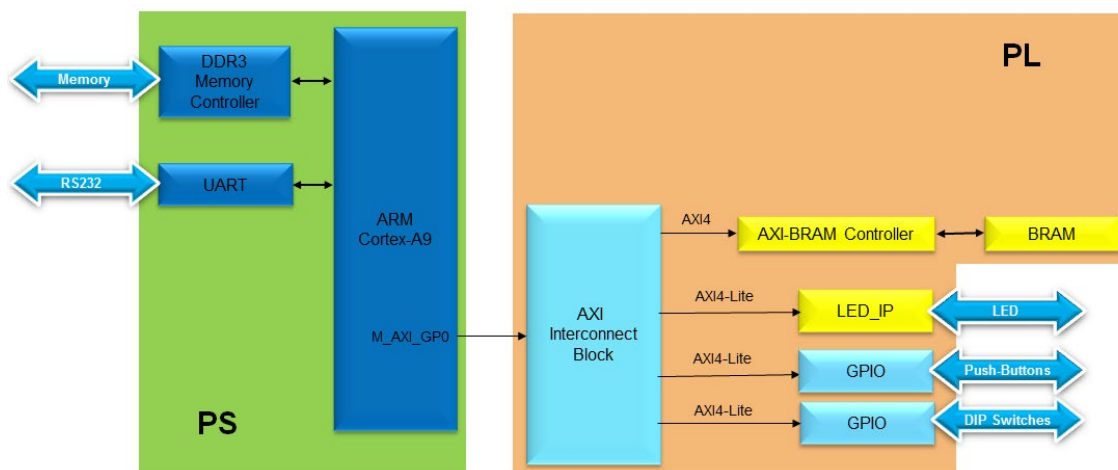 PL
DDR3
Memory
Controller
Memory
UART
RS232
ARM
Cortex-A9
M_AXI_GP0
PS
AXI
Interconnect
Block
AXI4
AXI-BRAM Controller
BRAM
AXI4-Lite
LED_IP
LED
AXI4-Lite
GPIO
Push-Buttons
AXI4-Lite
GPIO
DIP Switches